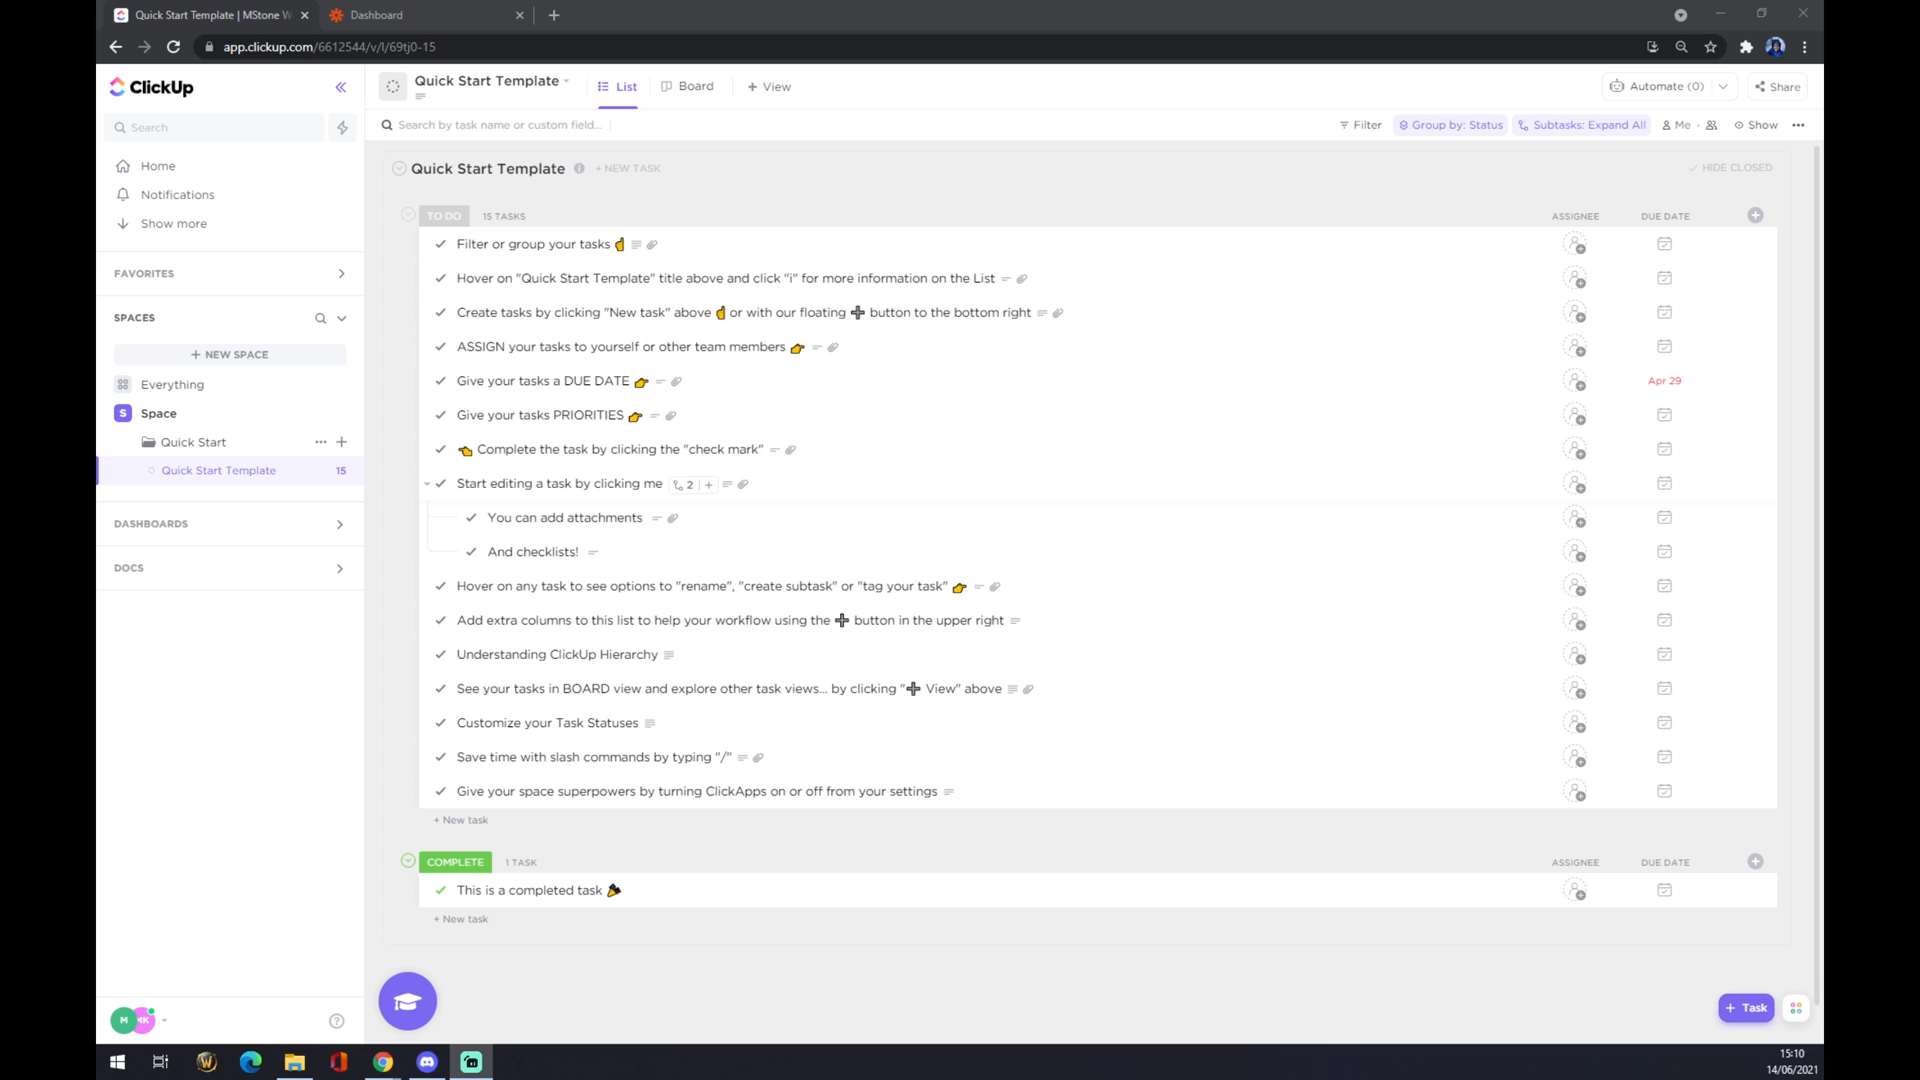 Quick Start Template | MStone W
Dashboard
app.clickup.com/6612544/v/l/69tj0-15
ClickUp
Quick Start Template
List
Board
+ View
Automate (0)
Share
Search
Search by task name or custom field...
Filter
Group by: Status
Subtasks: Expand All
Me
Show
Home
Notifications
Show more
FAVORITES
SPACES
+ NEW SPACE
Everything
S Space
Quick Start
Quick Start Template 15
DASHBOARDS
DOCS
M MK
Quick Start Template + NEW TASK
HIDE CLOSED
TO DO 15 TASKS ASSIGNEE DUE DATE
Filter or group your tasks ☝
Hover on "Quick Start Template" title above and click "i" for more information on the List
Create tasks by clicking "New task" above ☝ or with our floating ➕ button to the bottom right
ASSIGN your tasks to yourself or other team members 👉
Give your tasks a DUE DATE 👉 Apr 29
Give your tasks PRIORITIES 👉
👈 Complete the task by clicking the "check mark"
Start editing a task by clicking me 2 +
You can add attachments
And checklists!
Hover on any task to see options to "rename", "create subtask" or "tag your task" 👉
Add extra columns to this list to help your workflow using the ➕ button in the upper right
Understanding ClickUp Hierarchy
See your tasks in BOARD view and explore other task views... by clicking "➕ View" above
Customize your Task Statuses
Save time with slash commands by typing "/"
Give your space superpowers by turning ClickApps on or off from your settings
+ New task
COMPLETE 1 TASK ASSIGNEE DUE DATE
This is a completed task 🎉
+ New task
+ Task
15:10
14/06/2021